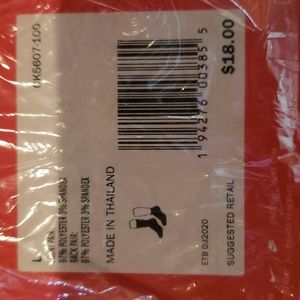 CK6607-100
L
97% POLYESTER 3% SPANDEX
BACK PAIR:
97% POLYESTER 3% SPANDEX
MADE IN THAILAND
1 94276 00385 5
$18.00
ETB 032020
SUGGESTED RETAIL